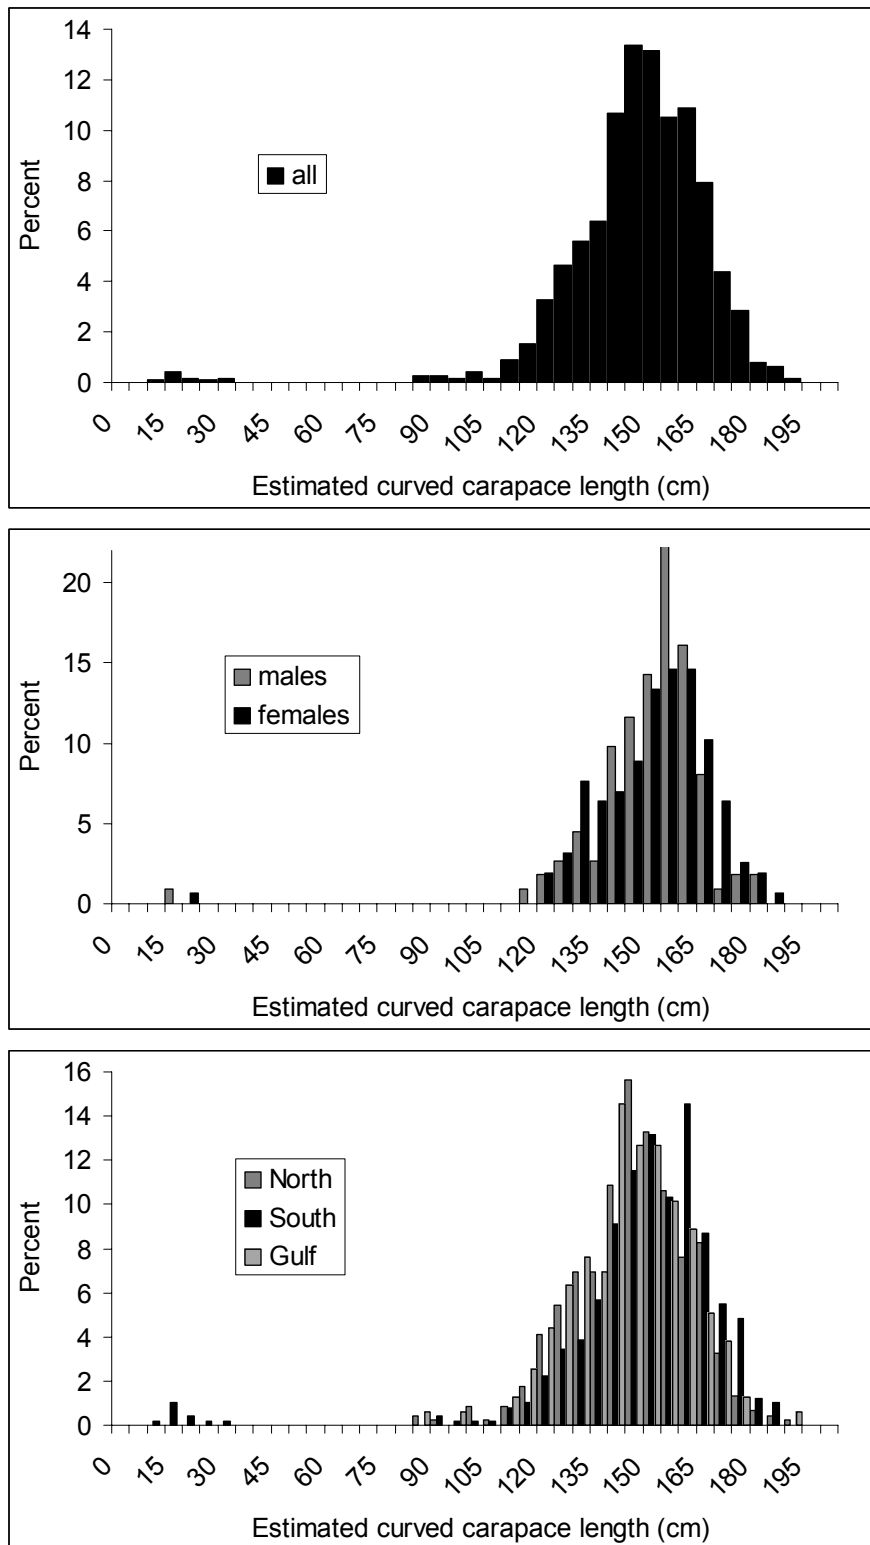 14
12
10
8
6
4
2
0
Percent
all
0 15 30 45 60 75 90 105 120 135 150 165 180 195
Estimated curved carapace length (cm)
20
15
10
5
0
Percent
males
females
0 15 30 45 60 75 90 105 120 135 150 165 180 195
Estimated curved carapace length (cm)
16
14
12
10
8
6
4
2
0
Percent
North
South
Gulf
0 15 30 45 60 75 90 105 120 135 150 165 180 195
Estimated curved carapace length (cm)